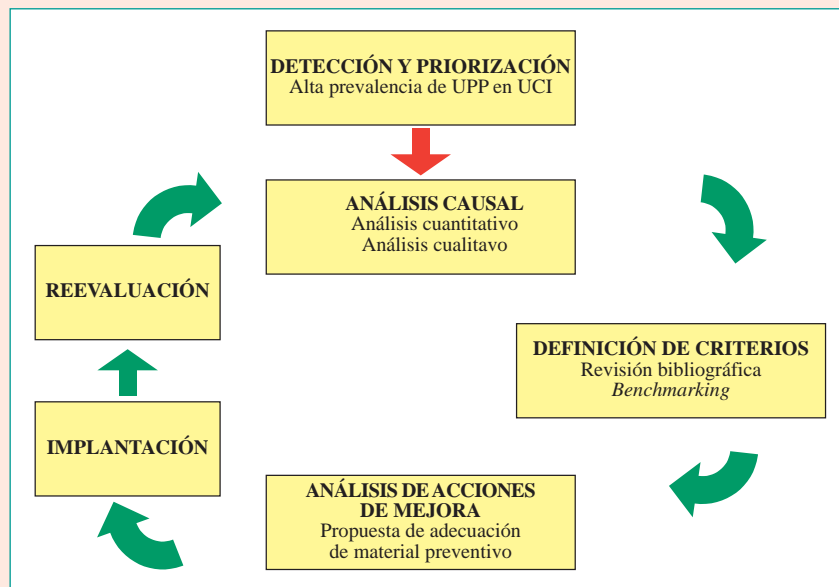 DETECCIÓN Y PRIORIZACIÓN
Alta prevalencia de UPP en UCI
ANÁLISIS CAUSAL
Análisis cuantitativo
Análisis cualitavo
REEVALUACIÓN
DEFINICIÓN DE CRITERIOS
Revisión bibliográfica
Benchmarking
IMPLANTACIÓN
ANÁLISIS DE ACCIONES
DE MEJORA
Propuesta de adecuación
de material preventivo